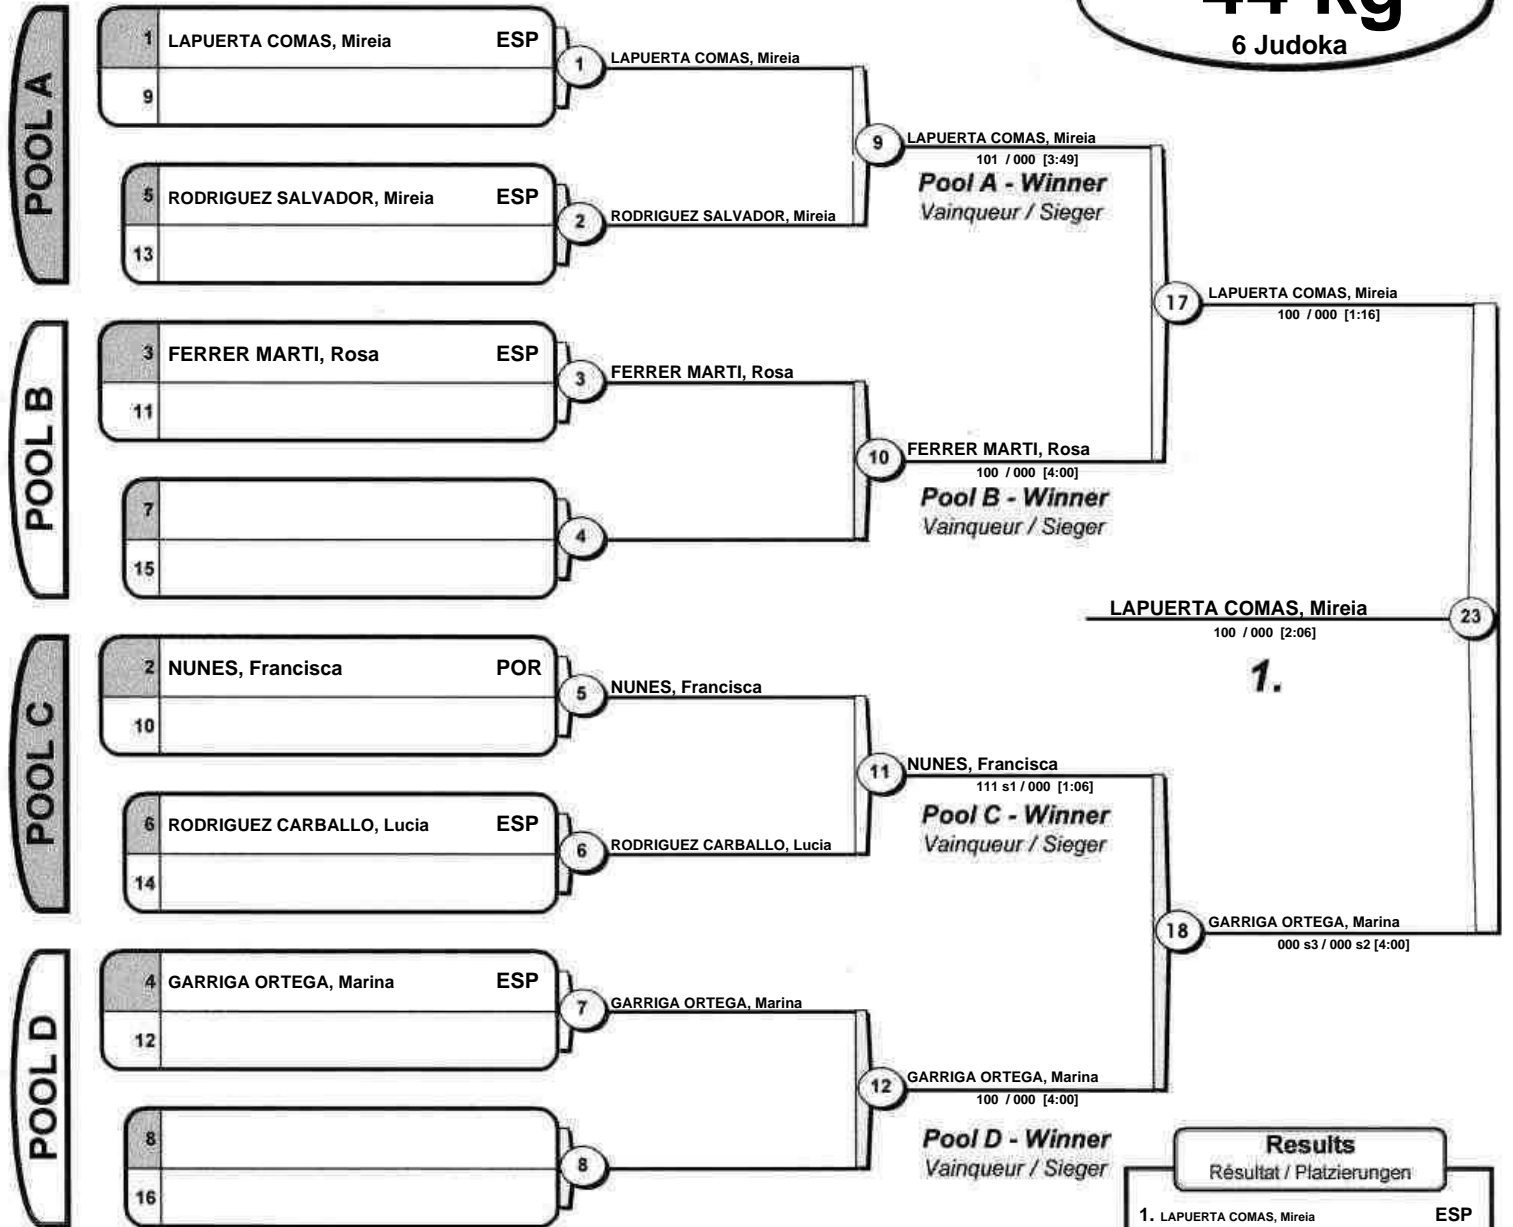 44 kg
6 Judoka
POOL A
1 LAPUERTA COMAS, Mireia ESP
9
1 LAPUERTA COMAS, Mireia
5 RODRIGUEZ SALVADOR, Mireia ESP
13
2 RODRIGUEZ SALVADOR, Mireia
9 LAPUERTA COMAS, Mireia
101 / 000 [3:49]
Pool A - Winner
Vainqueur / Sieger
POOL B
3 FERRER MARTI, Rosa ESP
11
3 FERRER MARTI, Rosa
7
15
4
10 FERRER MARTI, Rosa
100 / 000 [4:00]
Pool B - Winner
Vainqueur / Sieger
17 LAPUERTA COMAS, Mireia
100 / 000 [1:16]
LAPUERTA COMAS, Mireia 23
100 / 000 [2:06]
1.
POOL C
2 NUNES, Francisca POR
10
5 NUNES, Francisca
6 RODRIGUEZ CARBALLO, Lucia ESP
14
6 RODRIGUEZ CARBALLO, Lucia
11 NUNES, Francisca
111 s1 / 000 [1:06]
Pool C - Winner
Vainqueur / Sieger
18 GARRIGA ORTEGA, Marina
000 s3 / 000 s2 [4:00]
POOL D
4 GARRIGA ORTEGA, Marina ESP
12
7 GARRIGA ORTEGA, Marina
8
16
8
12 GARRIGA ORTEGA, Marina
100 / 000 [4:00]
Pool D - Winner
Vainqueur / Sieger
Results
Résultat / Platzierungen
1. LAPUERTA COMAS, Mireia ESP